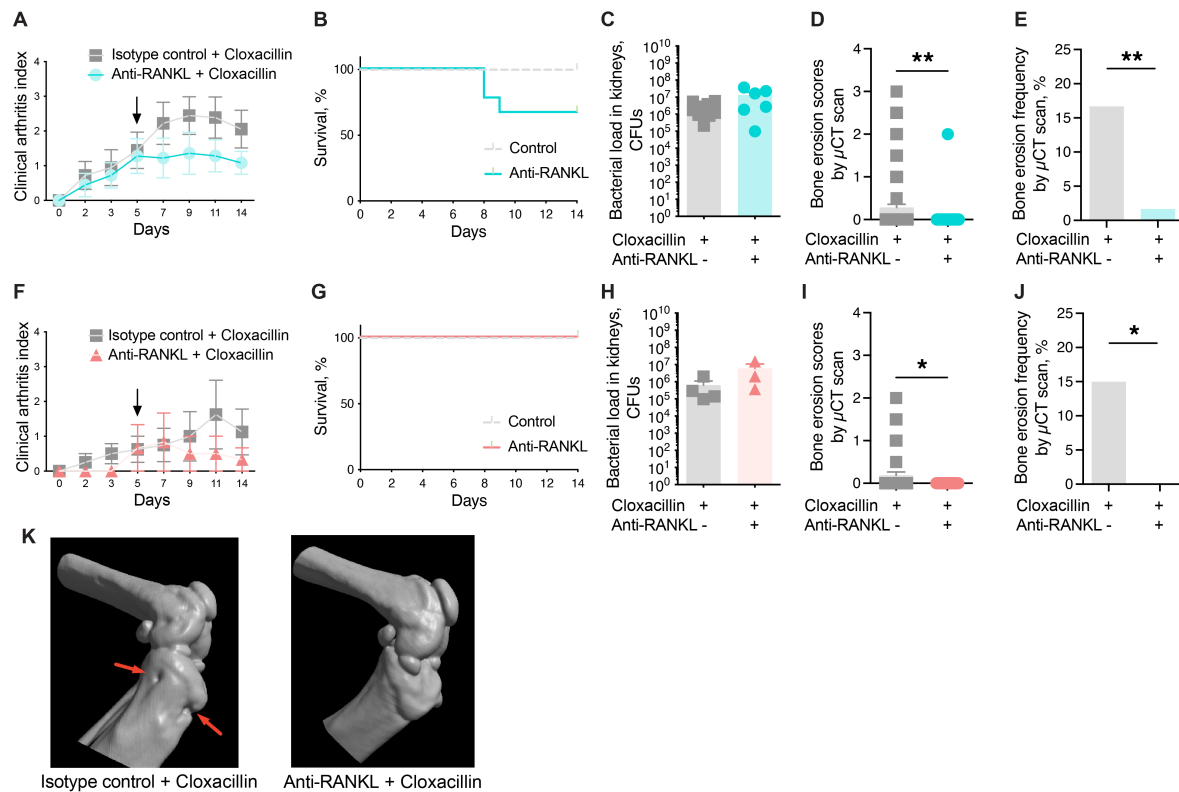 A
Clinical arthritis index
4
3
2
1
0
Isotype control + Cloxacillin
Anti-RANKL + Cloxacillin
0 2 3 5 7 9 11 14
Days
B
Survival, %
100
50
0
Control
Anti-RANKL
0 2 4 6 8 10 12 14
Days
C
Bacterial load in kidneys,
CFUs
10^10
10^9
10^8
10^7
10^6
10^5
10^4
10^3
10^2
10^1
10^0
Cloxacillin + +
Anti-RANKL - +
D
Bone erosion scores
by µCT scan
4
3
2
1
0
**
Cloxacillin + +
Anti-RANKL - +
E
Bone erosion frequency
by µCT scan, %
25
20
15
10
5
0
**
Cloxacillin + +
Anti-RANKL - +
F
Clinical arthritis index
4
3
2
1
0
Isotype control + Cloxacillin
Anti-RANKL + Cloxacillin
0 2 3 5 7 9 11 14
Days
G
Survival, %
100
50
0
Control
Anti-RANKL
0 2 4 6 8 10 12 14
Days
H
Bacterial load in kidneys,
CFUs
10^10
10^9
10^8
10^7
10^6
10^5
10^4
10^3
10^2
10^1
10^0
Cloxacillin + +
Anti-RANKL - +
I
Bone erosion scores
by µCT scan
4
3
2
1
0
*
Cloxacillin + +
Anti-RANKL - +
J
Bone erosion frequency
by µCT scan, %
25
20
15
10
5
0
*
Cloxacillin + +
Anti-RANKL - +
K
Isotype control + Cloxacillin
Anti-RANKL + Cloxacillin